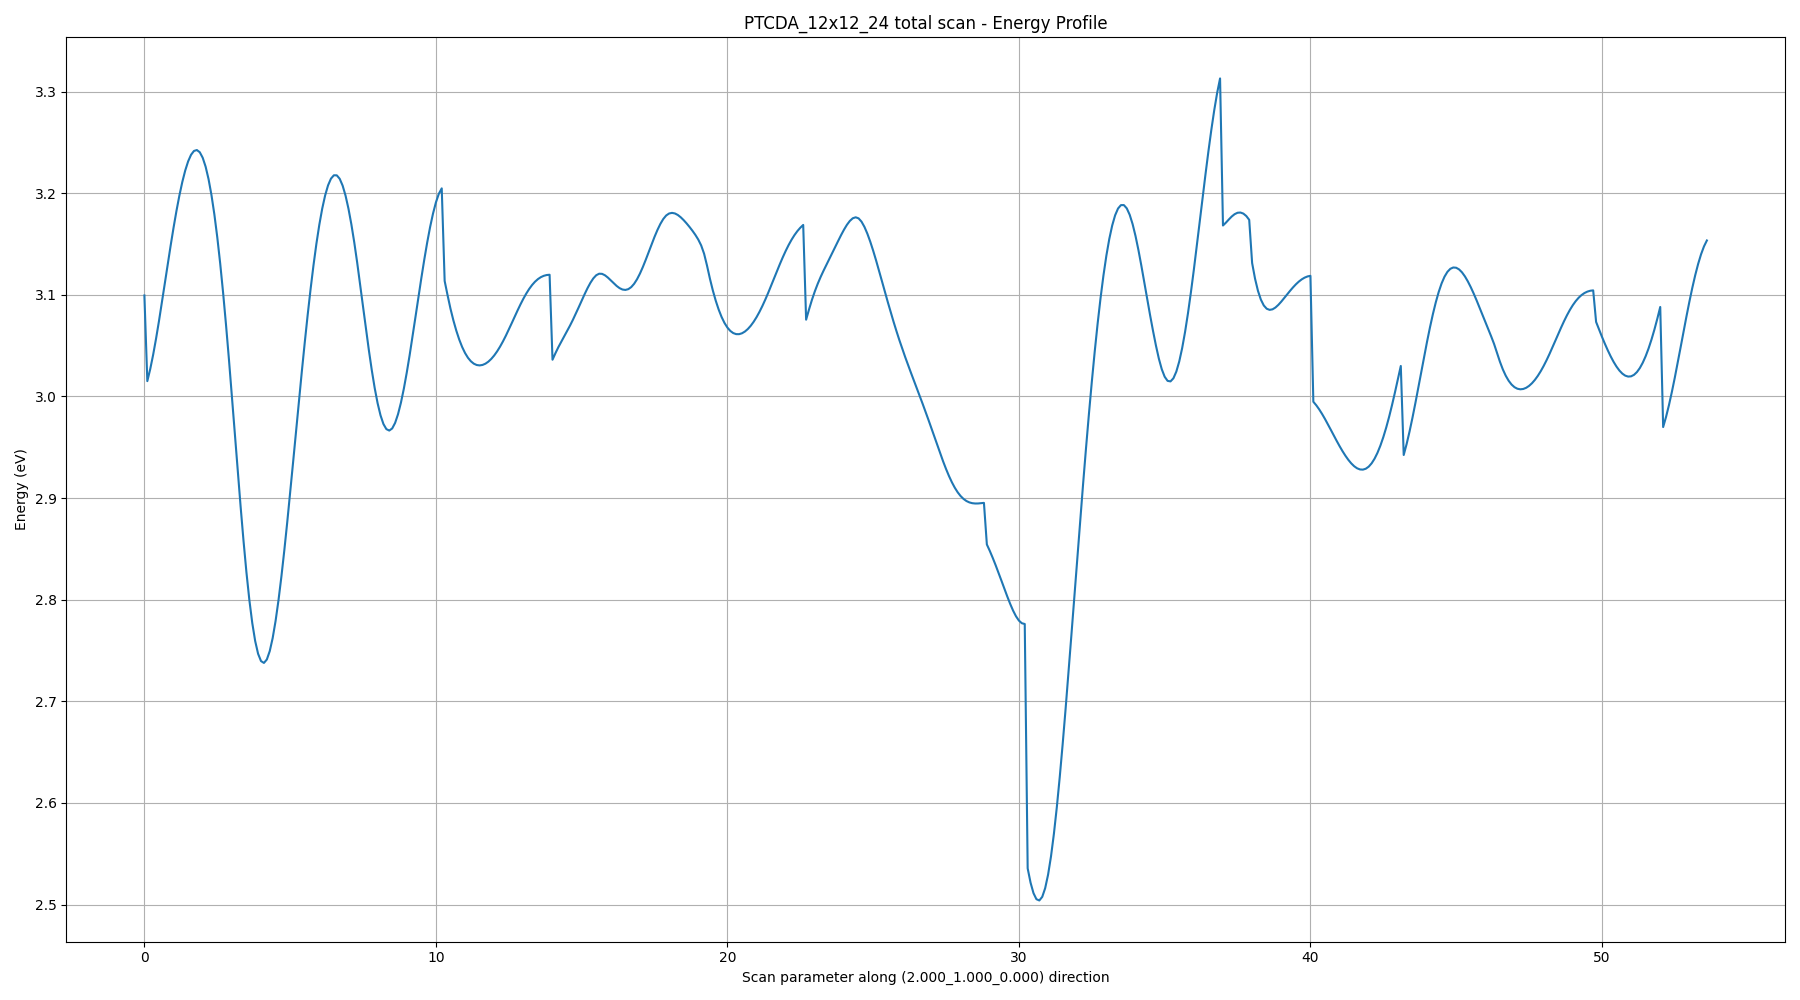 PTCDA_12x12_24 total scan - Energy Profile
Energy (eV)
3.3
3.2
3.1
3.0
2.9
2.8
2.7
2.6
2.5
0 10 20 30 40 50
Scan parameter along (2.000_1.000_0.000) direction